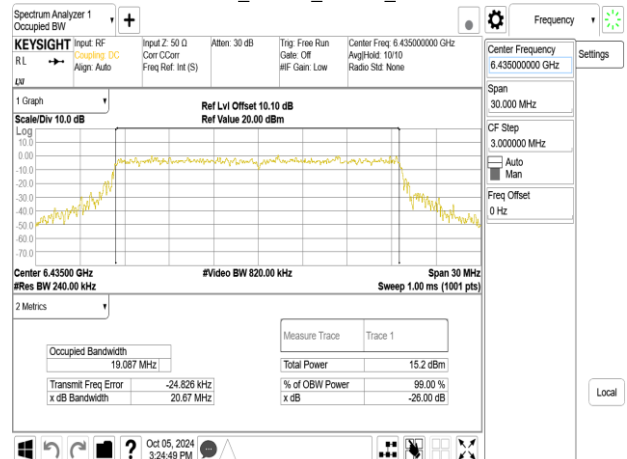 Spectrum Analyzer 1
Occupied BW
Frequency
KEYSIGHT
RL
LXI
Input: RF
Coupling: DC
Align: Auto
Input Z: 50 Ω
Corr CCorr
Freq Ref: Int (S)
Atten: 30 dB
Trig: Free Run
Gate: Off
#IF Gain: Low
Center Freq: 6.435000000 GHz
Avg|Hold: 10/10
Radio Std: None
Center Frequency
6.435000000 GHz
Settings
Span
30.000 MHz
CF Step
3.000000 MHz
Auto
Man
Freq Offset
0 Hz
Local
1 Graph
Scale/Div 10.0 dB
Ref Lvl Offset 10.10 dB
Ref Value 20.00 dBm
Log
10.0
0.00
-10.0
-20.0
-30.0
-40.0
-50.0
-60.0
-70.0
Center 6.43500 GHz
#Res BW 240.00 kHz
#Video BW 820.00 kHz
Span 30 MHz
Sweep 1.00 ms (1001 pts)
2 Metrics
Measure Trace Trace 1
Occupied Bandwidth
19.087 MHz
Transmit Freq Error -24.826 kHz
x dB Bandwidth 20.67 MHz
Total Power 15.2 dBm
% of OBW Power 99.00 %
x dB -26.00 dB
?
Oct 05, 2024
3:24:49 PM